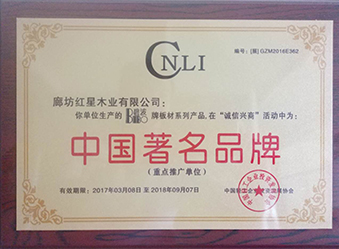 CNLI
编号：[展] GZM2016E362
廊坊红星木业有限公司：
你单位生产的 碧波 牌板材系列产品，在“诚信兴商”活动中为：
中国著名品牌
（重点推广单位）
有效期限：2017年03月08日 至 2018年09月07日